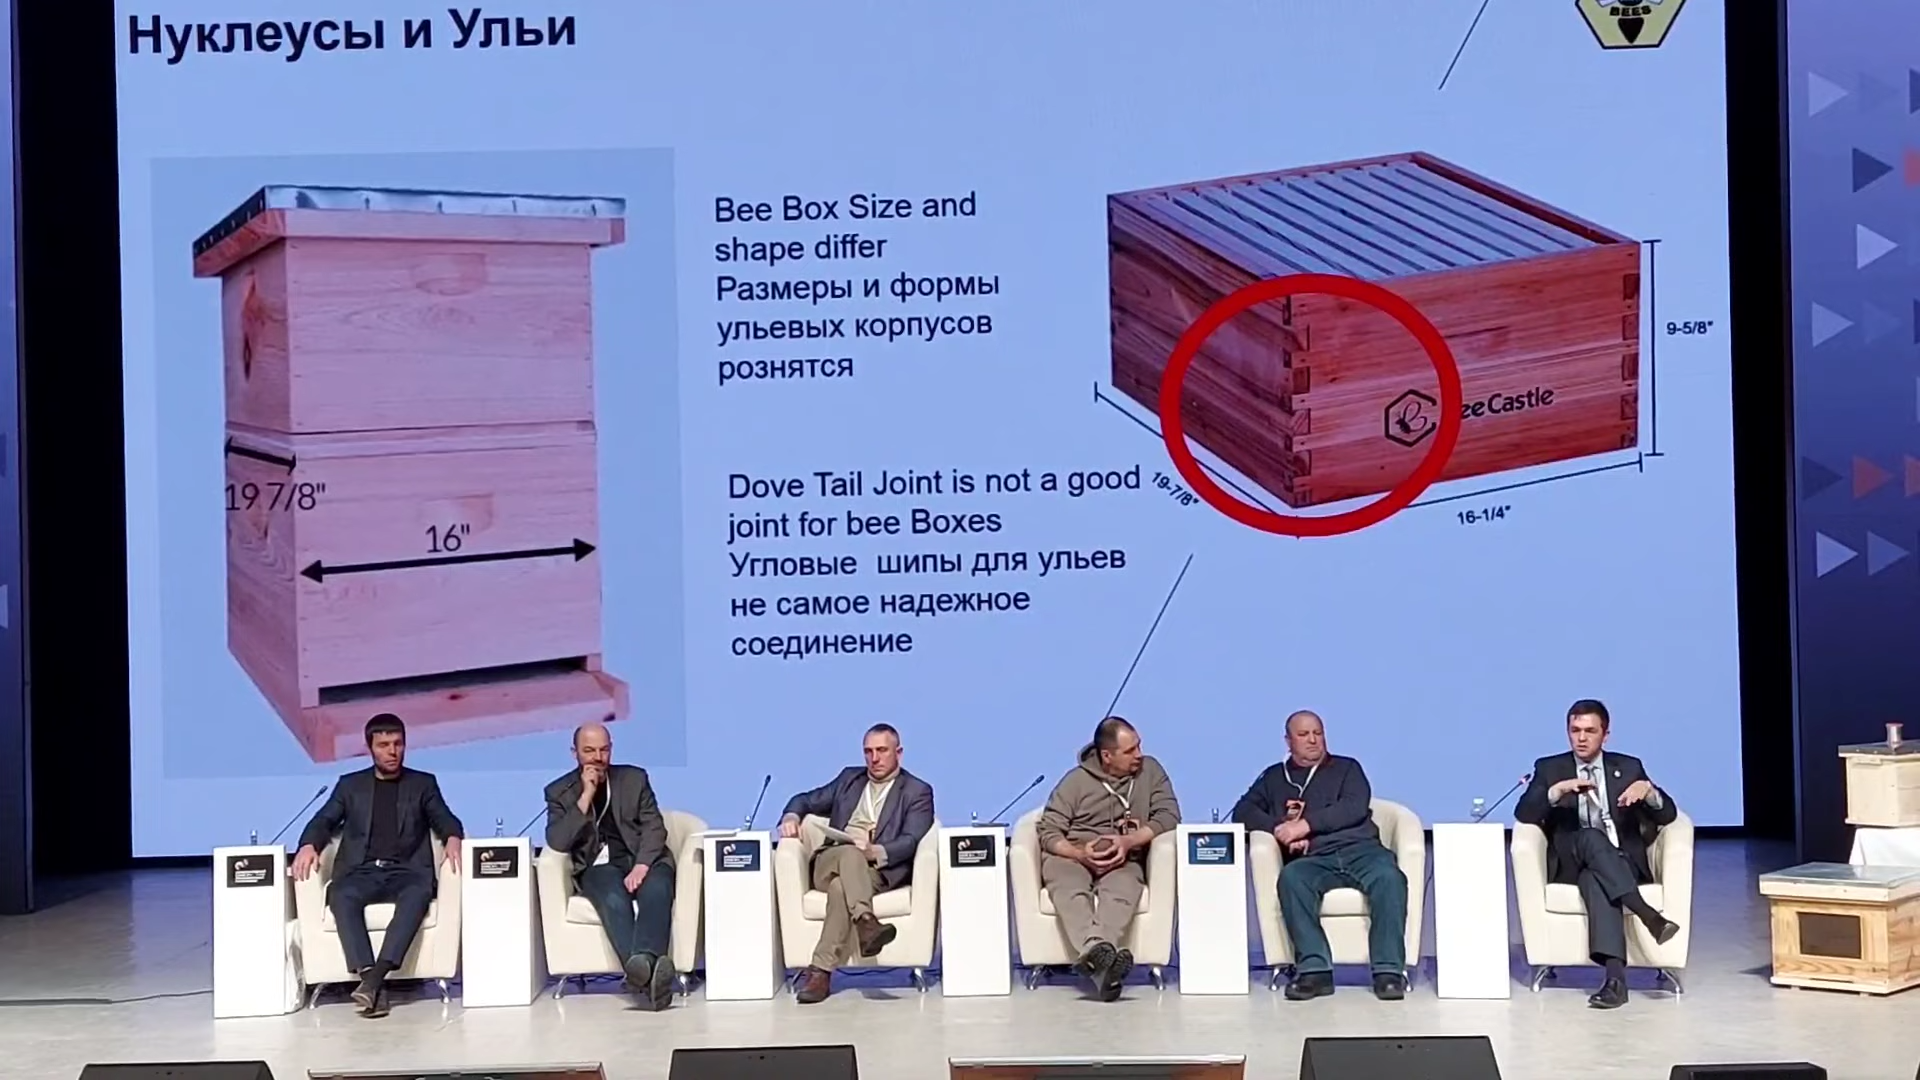 Нуклеусы и Ульи
BEES
Bee Box Size and
shape differ
Размеры и формы
ульевых корпусов
рознятся
19 7/8"
16"
Dove Tail Joint is not a good
joint for bee Boxes
Угловые шипы для ульев
не самое надежное
соединение
eeCastle
9-5/8"
19-7/8"
16-1/4"